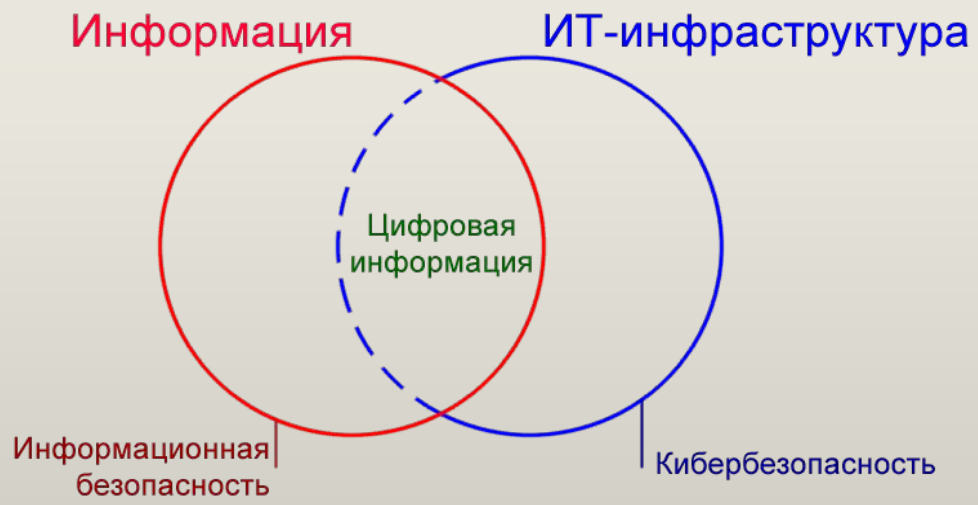 Информация
ИТ-инфраструктура
Цифровая
информация
Информационная
безопасность
Кибербезопасность